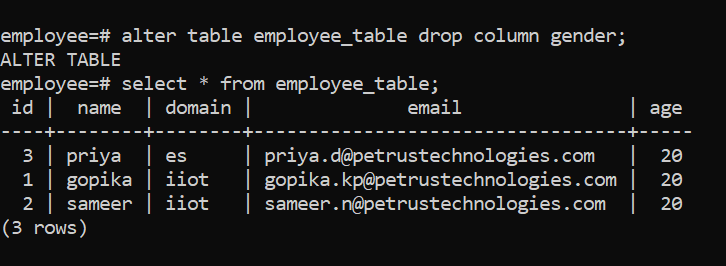 employee=# alter table employee_table drop column gender;
ALTER TABLE
employee=# select * from employee_table;
 id |  name  | domain |              email              | age
----+--------+--------+---------------------------------+-----
  3 | priya  | es     | priya.d@petrustechnologies.com   |  20
  1 | gopika | iiot   | gopika.kp@petrustechnologies.com |  20
  2 | sameer | iiot   | sameer.n@petrustechnologies.com  |  20
(3 rows)